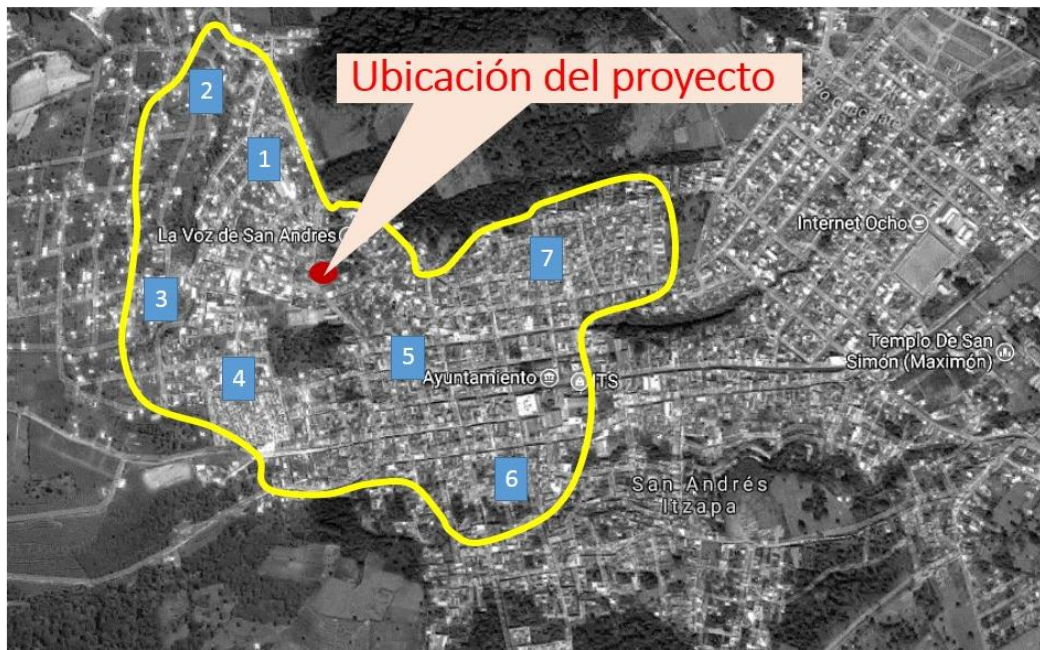 Ubicación del proyecto
2
1
La Voz de San Andres
Internet Ocho
7
3
5
Templo De San
Simón (Maximón)
4
Ayuntamiento
ITS
6
San Andrés
Itzapa